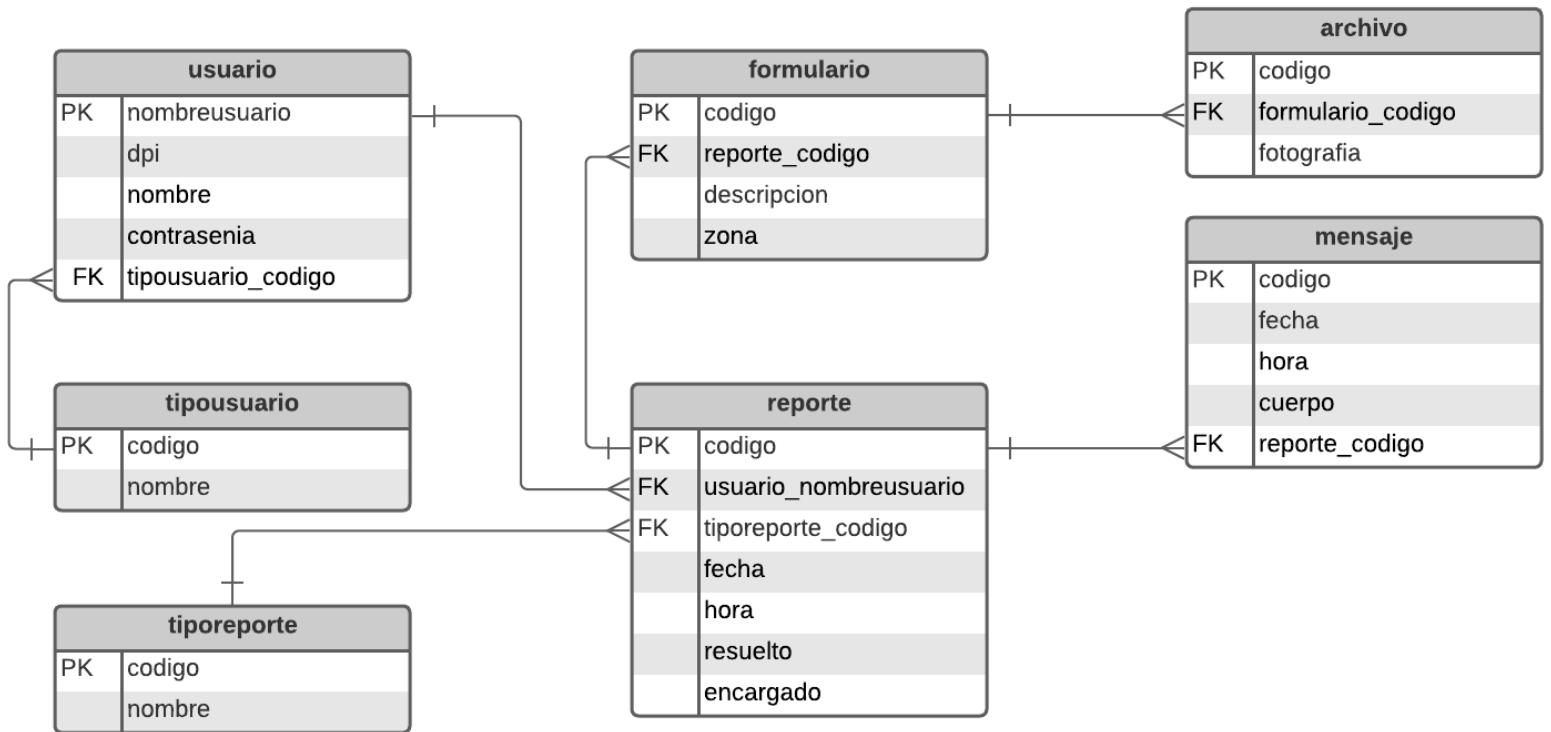 usuario
PK nombreusuario
dpi
nombre
contrasenia
FK tipousuario_codigo
tipousuario
PK codigo
nombre
tiporeporte
PK codigo
nombre
formulario
PK codigo
FK reporte_codigo
descripcion
zona
reporte
PK codigo
FK usuario_nombreusuario
FK tiporeporte_codigo
fecha
hora
resuelto
encargado
archivo
PK codigo
FK formulario_codigo
fotografia
mensaje
PK codigo
fecha
hora
cuerpo
FK reporte_codigo